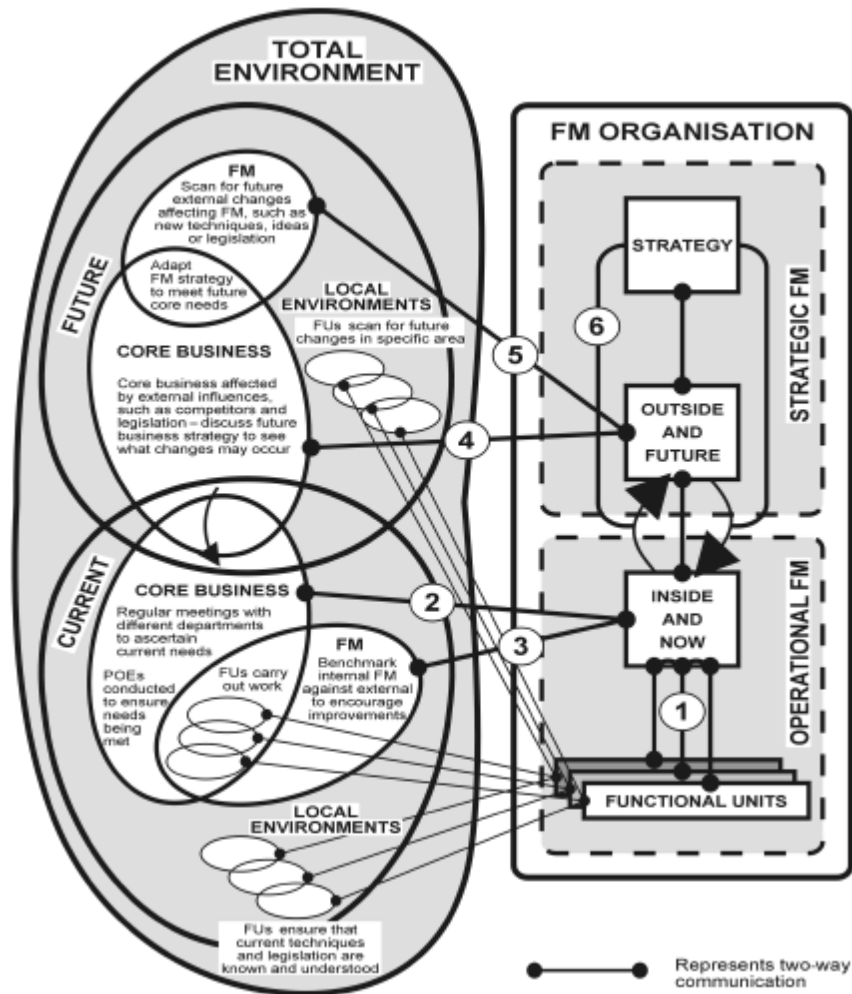 TOTAL
ENVIRONMENT
FM
Scan for future
external changes
affecting FM, such as
new techniques, ideas
or legislation
Adapt
FM strategy
to meet future
core needs
FUTURE
LOCAL
ENVIRONMENTS
FUs scan for future
changes in specific area
CORE BUSINESS
Core business affected
by external influences,
such as competitors and
legislation – discuss future
business strategy to see
what changes may occur
CURRENT
CORE BUSINESS
Regular meetings with
different departments
to ascertain
current needs
POEs
conducted
to ensure
needs
being
met
FUs carry
out work
FM
Benchmark
internal FM
against external
to encourage
improvements
LOCAL
ENVIRONMENTS
FUs ensure that
current techniques
and legislation are
known and understood
FM ORGANISATION
STRATEGY
STRATEGIC FM
6
5
OUTSIDE
AND
FUTURE
4
2
INSIDE
AND
NOW
3
OPERATIONAL FM
1
FUNCTIONAL UNITS
Represents two-way
communication